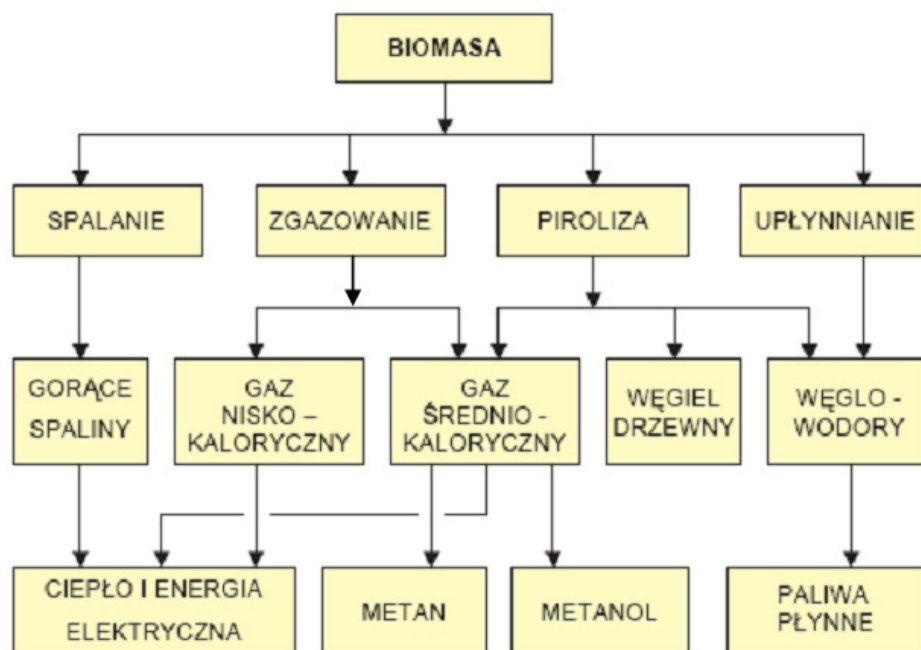 BIOMASA
SPALANIE
ZGAZOWANIE
PIROLIZA
UPŁYNNIANIE
GORĄCE
SPALINY
GAZ
NISKO –
KALORYCZNY
GAZ
ŚREDNIO -
KALORYCZNY
WĘGIEL
DRZEWNY
WĘGLO -
WODORY
CIEPŁO I ENERGIA
ELEKTRYCZNA
METAN
METANOL
PALIWA
PŁYNNE